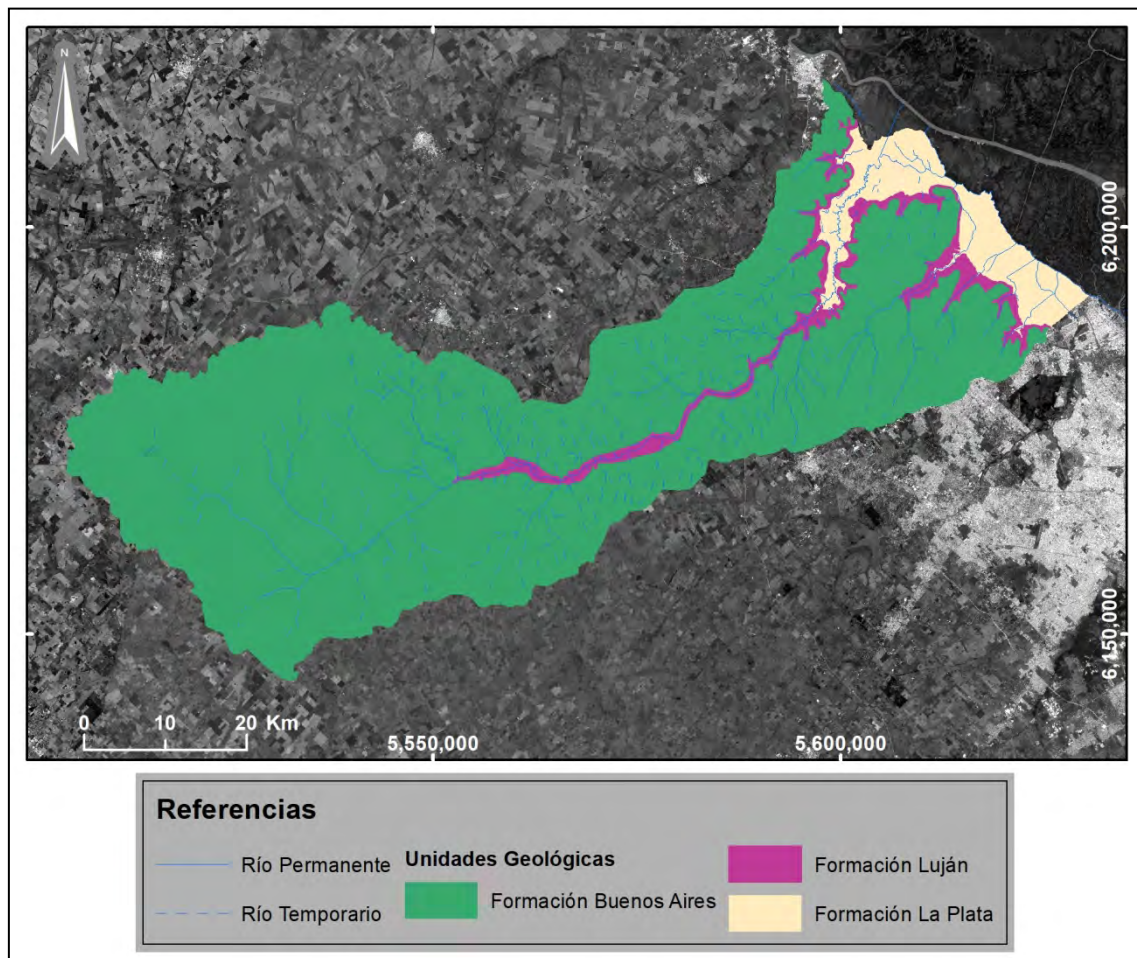 N
6,200,000
6,150,000
0 10 20 Km
5,550,000 5,600,000
Referencias
Río Permanente
Río Temporario
Unidades Geológicas
Formación Buenos Aires
Formación Luján
Formación La Plata